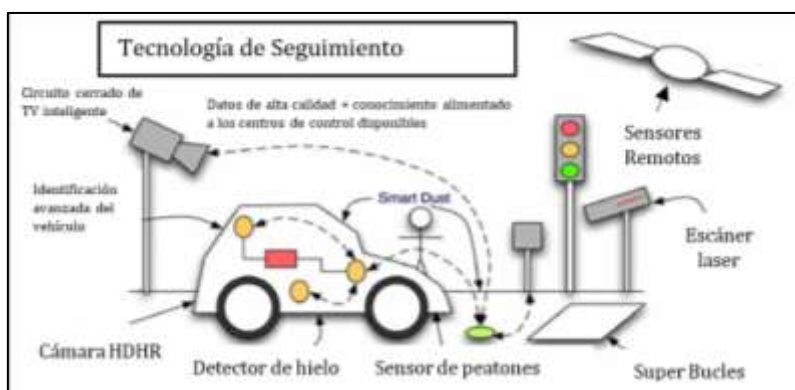 Tecnología de Seguimiento
Circuito cerrado de
TV inteligente
Datos de alta calidad + conocimiento alimentado
a los centros de control disponibles
Sensores
Remotos
Identificación
avanzada del
vehículo
Smart Dust
Escáner
laser
Cámara HDHR
Detector de hielo
Sensor de peatones
Super Bucles